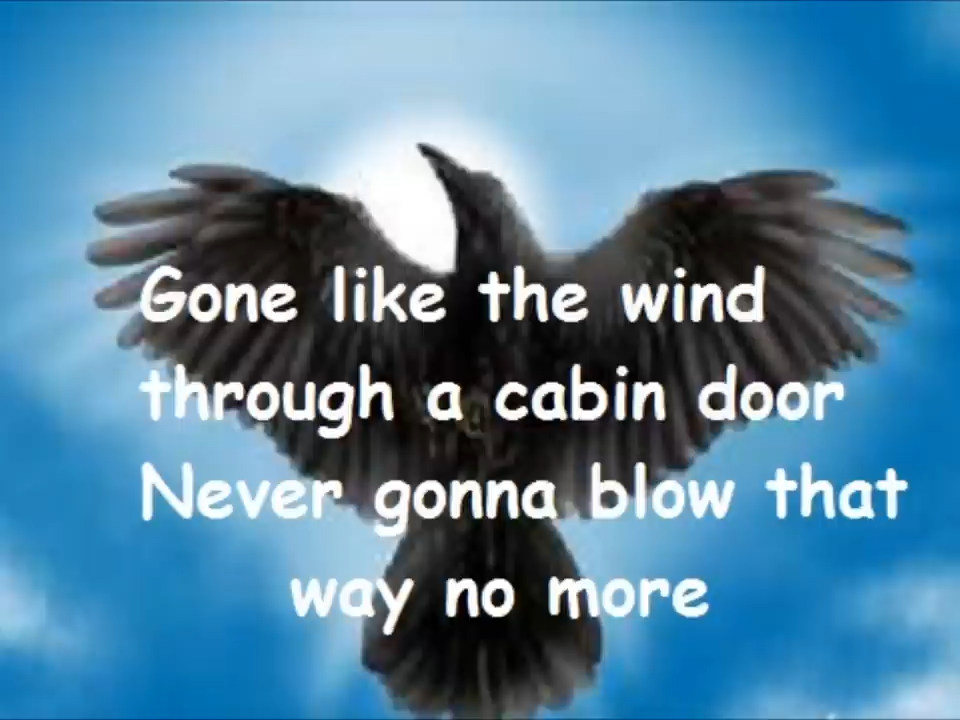 Gone like the wind
through a cabin door
Never gonna blow that
way no more